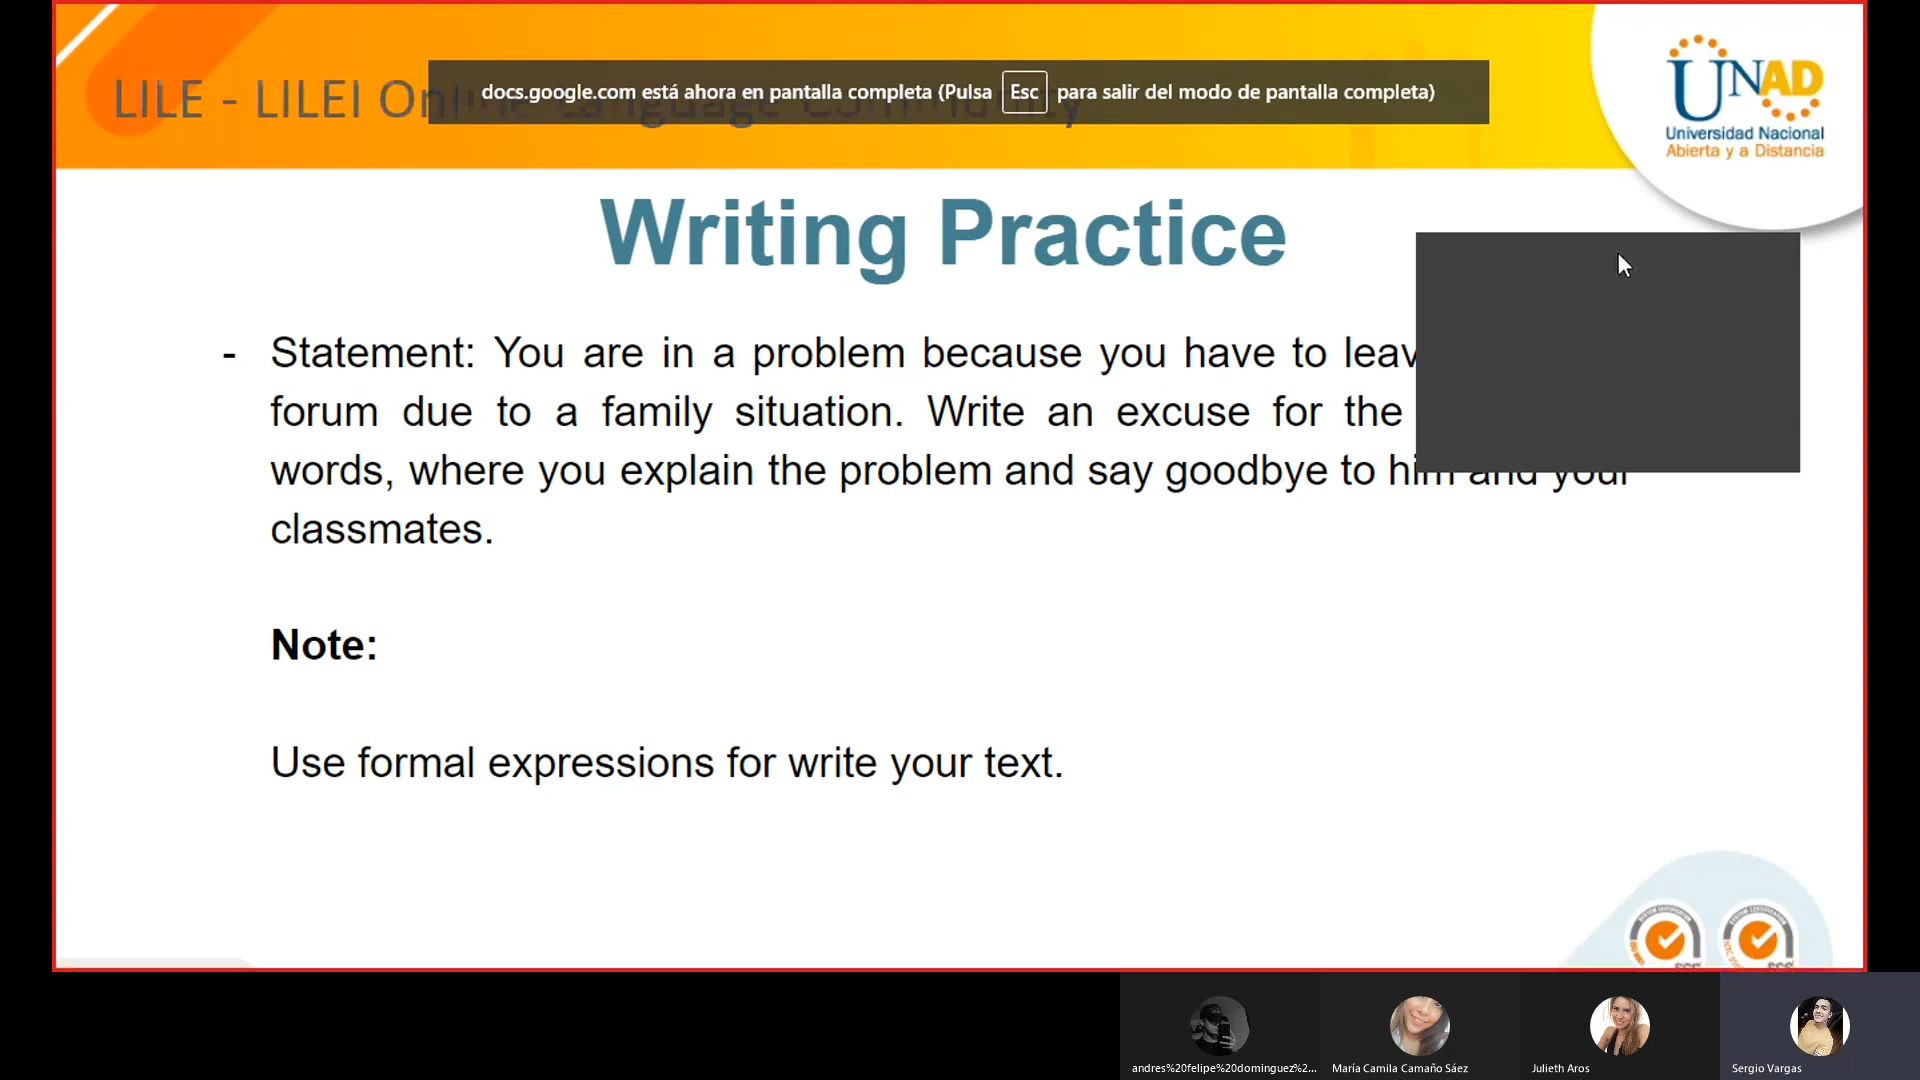 LILE - LILEI Online Language Community
docs.google.com está ahora en pantalla completa (Pulsa Esc para salir del modo de pantalla completa)
UNAD
Universidad Nacional
Abierta y a Distancia
Writing Practice
- Statement: You are in a problem because you have to leav
forum due to a family situation. Write an excuse for the
words, where you explain the problem and say goodbye to him and your
classmates.
Note:
Use formal expressions for write your text.
andres%20felipe%20dominguez%2...
María Camila Camaño Sáez
Julieth Aros
Sergio Vargas